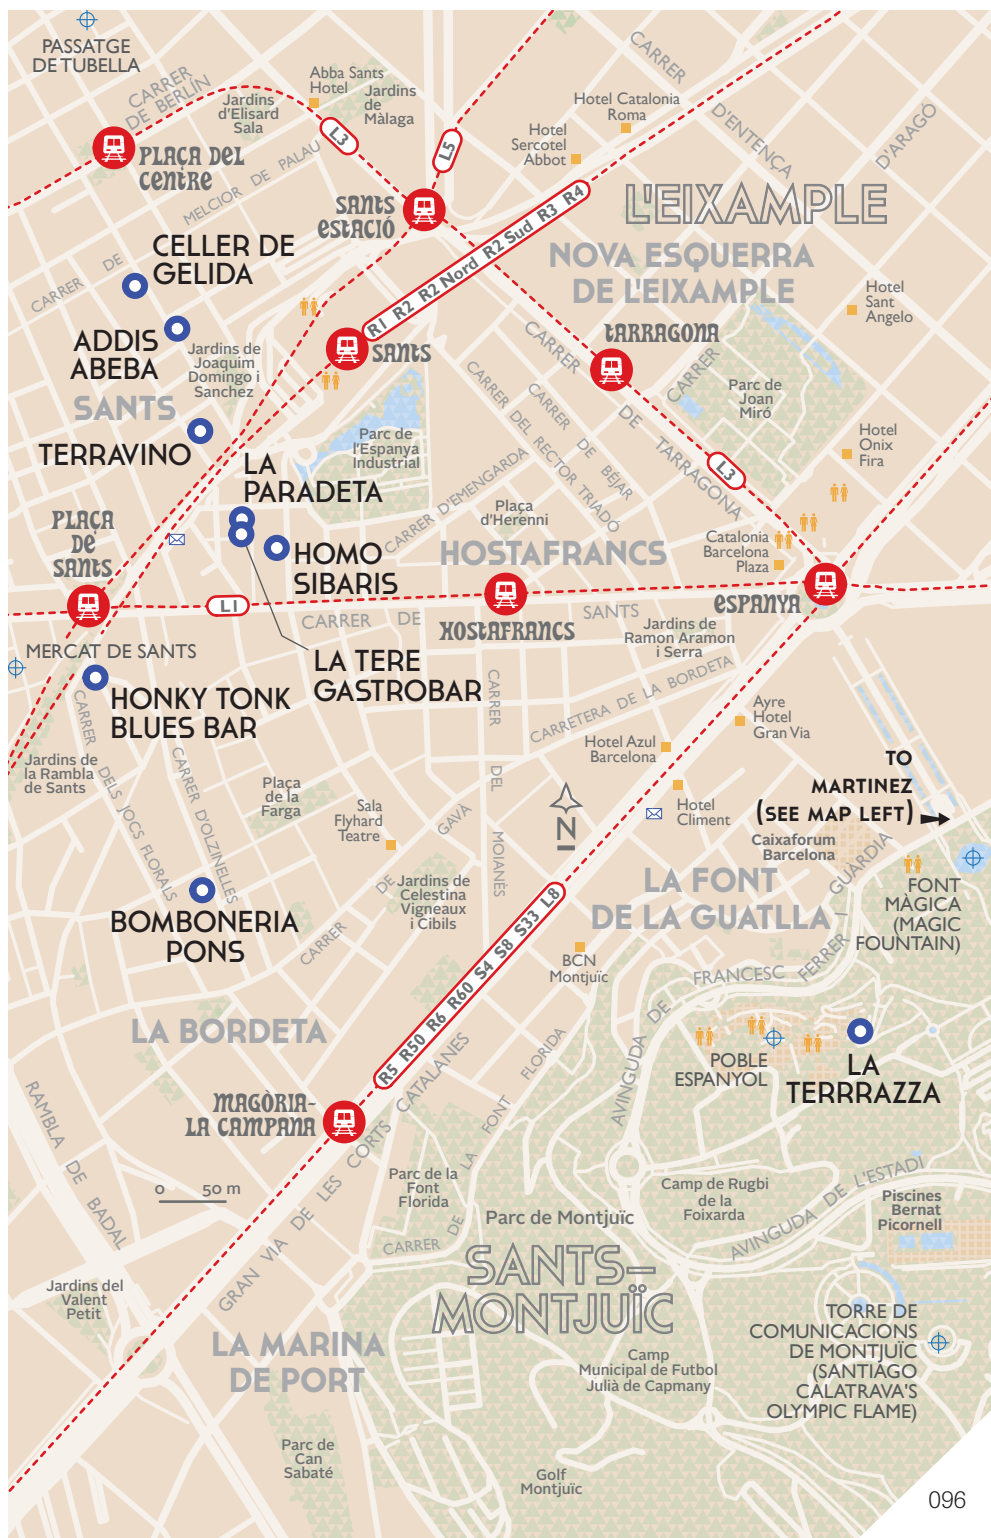 PASSATGE
DE TUBELLA
CARRER
DE BERLÍN
Jardins
d'Elisard
Sala
Abba Sants
Hotel
Jardins
de
Màlaga
L3
L5
CARRER
D'ENTENÇA
D'ARAGÓ
Hotel Catalonia
Roma
Hotel
Sercotel
Abbot
PLAÇA DEL
CENTRE
MELCIOR DE PALAU
SANTS
ESTACIÓ
L'EIXAMPLE
NOVA ESQUERRA
DE L'EIXAMPLE
R1 R2 R2 Nord R2 Sud R3 R4
CARRER DE
CELLER DE
GELIDA
Hotel
Sant
Angelo
ADDIS
ABEBA
Jardins de
Joaquim
Domingo i
Sanchez
SANTS
TARRAGONA
CARRER
DE
TARRAGONA
CARRER
Parc de
Joan
Miró
SANTS
CARRER DEL RECTOR TRIADÓ
CARRER DE BÉJAR
TERRAVINO
LA
PARADETA
Parc de
l'Espanya
Industrial
Hotel
Onix
Fira
L3
CARRER D'EMENGARDA
Plaça
d'Herenni
PLAÇA
DE
SANTS
HOMO
SIBARIS
HOSTAFRANCS
Catalonia
Barcelona
Plaza
L1
CARRER DE SANTS
HOSTAFRANCS
ESPANYA
Jardins de
Ramon Aramon
i Serra
MERCAT DE SANTS
LA TERE
GASTROBAR
HONKY TONK
BLUES BAR
CARRER
DEL
MOIANÈS
CARRETERA DE LA BORDETA
Ayre
Hotel
Gran Via
Hotel Azul
Barcelona
Jardins de
la Rambla
de Sants
CARRER DELS JOCS FLORALS
CARRER D'OLZINELLES
Plaça
de la
Farga
Sala
Flyhard
Teatre
CARRER DE GAVÀ
N
Hotel
Climent
TO
MARTINEZ
(SEE MAP LEFT)
Caixaforum
Barcelona
Jardins de
Celestina
Vigneaux
i Cibils
LA FONT
DE LA GUATLLA
FONT
MÀGICA
(MAGIC
FOUNTAIN)
BOMBONERIA
PONS
R5 R50 R6 R60 S4 S8 S33 L8
BCN
Montjuïc
AVINGUDA DE FRANCESC FERRER I GUÀRDIA
LA BORDETA
POBLE
ESPANYOL
LA
TERRRAZZA
MAGÒRIA-
LA CAMPANA
RAMBLA DE BADAL
0 50 m
GRAN VIA DE LES CORTS CATALANES
CARRER DE LA FONT FLORIDA
Parc de la
Font
Florida
Parc de Montjuïc
Camp de Rugbi
de la
Foixarda
AVINGUDA DE L'ESTADI
Piscines
Bernat
Picornell
SANTS-
MONTJUÏC
Jardins del
Valent
Petit
LA MARINA
DE PORT
Camp
Municipal de Futbol
Julià de Capmany
TORRE DE
COMUNICACIONS
DE MONTJUÏC
(SANTIAGO
CALATRAVA'S
OLYMPIC FLAME)
Parc de
Can
Sabaté
Golf
Montjuïc
096